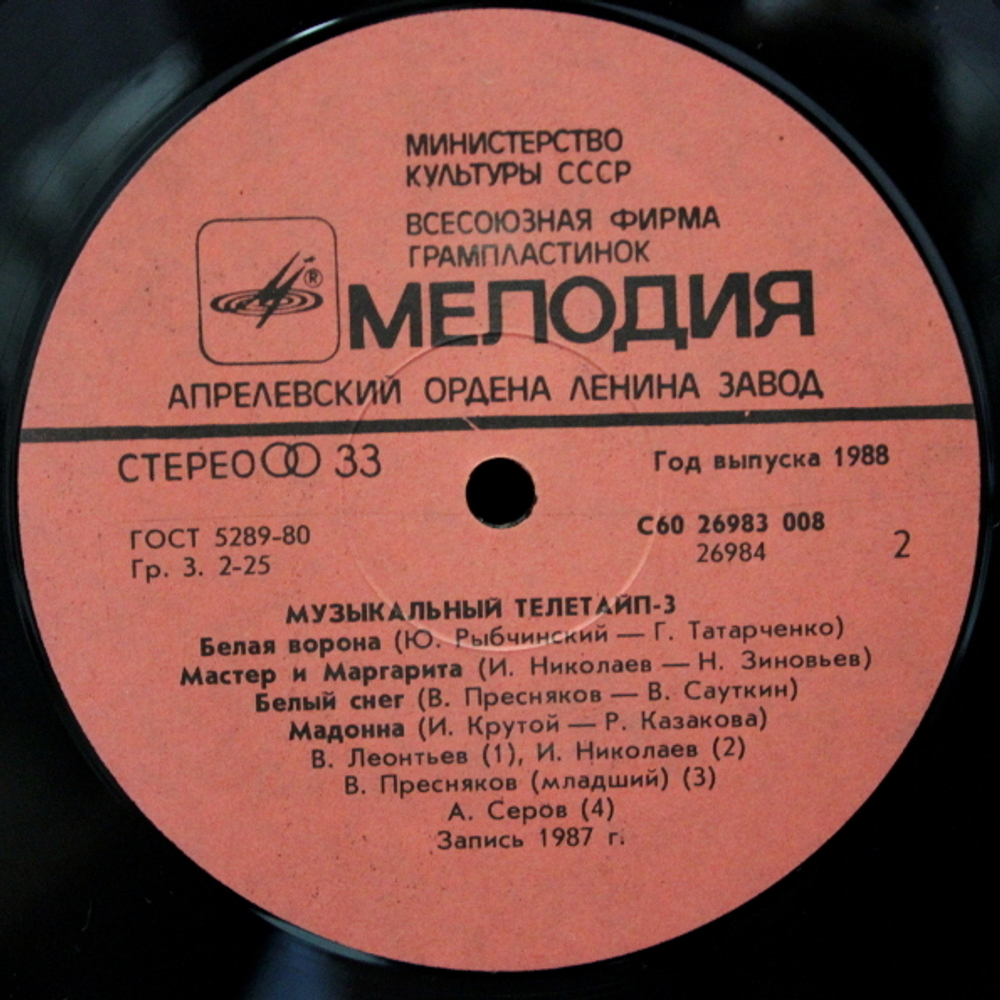 МИНИСТЕРСТВО
КУЛЬТУРЫ СССР
ВСЕСОЮЗНАЯ ФИРМА
ГРАМПЛАСТИНОК
®
МЕЛОДИЯ
АПРЕЛЕВСКИЙ ОРДЕНА ЛЕНИНА ЗАВОД
СТЕРЕО 33
Год выпуска 1988
ГОСТ 5289-80
Гр. 3. 2-25
С60 26983 008
26984
2
МУЗЫКАЛЬНЫЙ ТЕЛЕТАЙП-3
Белая ворона (Ю. Рыбчинский — Г. Татарченко)
Мастер и Маргарита (И. Николаев — Н. Зиновьев)
Белый снег (В. Пресняков — В. Сауткин)
Мадонна (И. Крутой — Р. Казакова)
В. Леонтьев (1), И. Николаев (2)
В. Пресняков (младший) (3)
А. Серов (4)
Запись 1987 г.